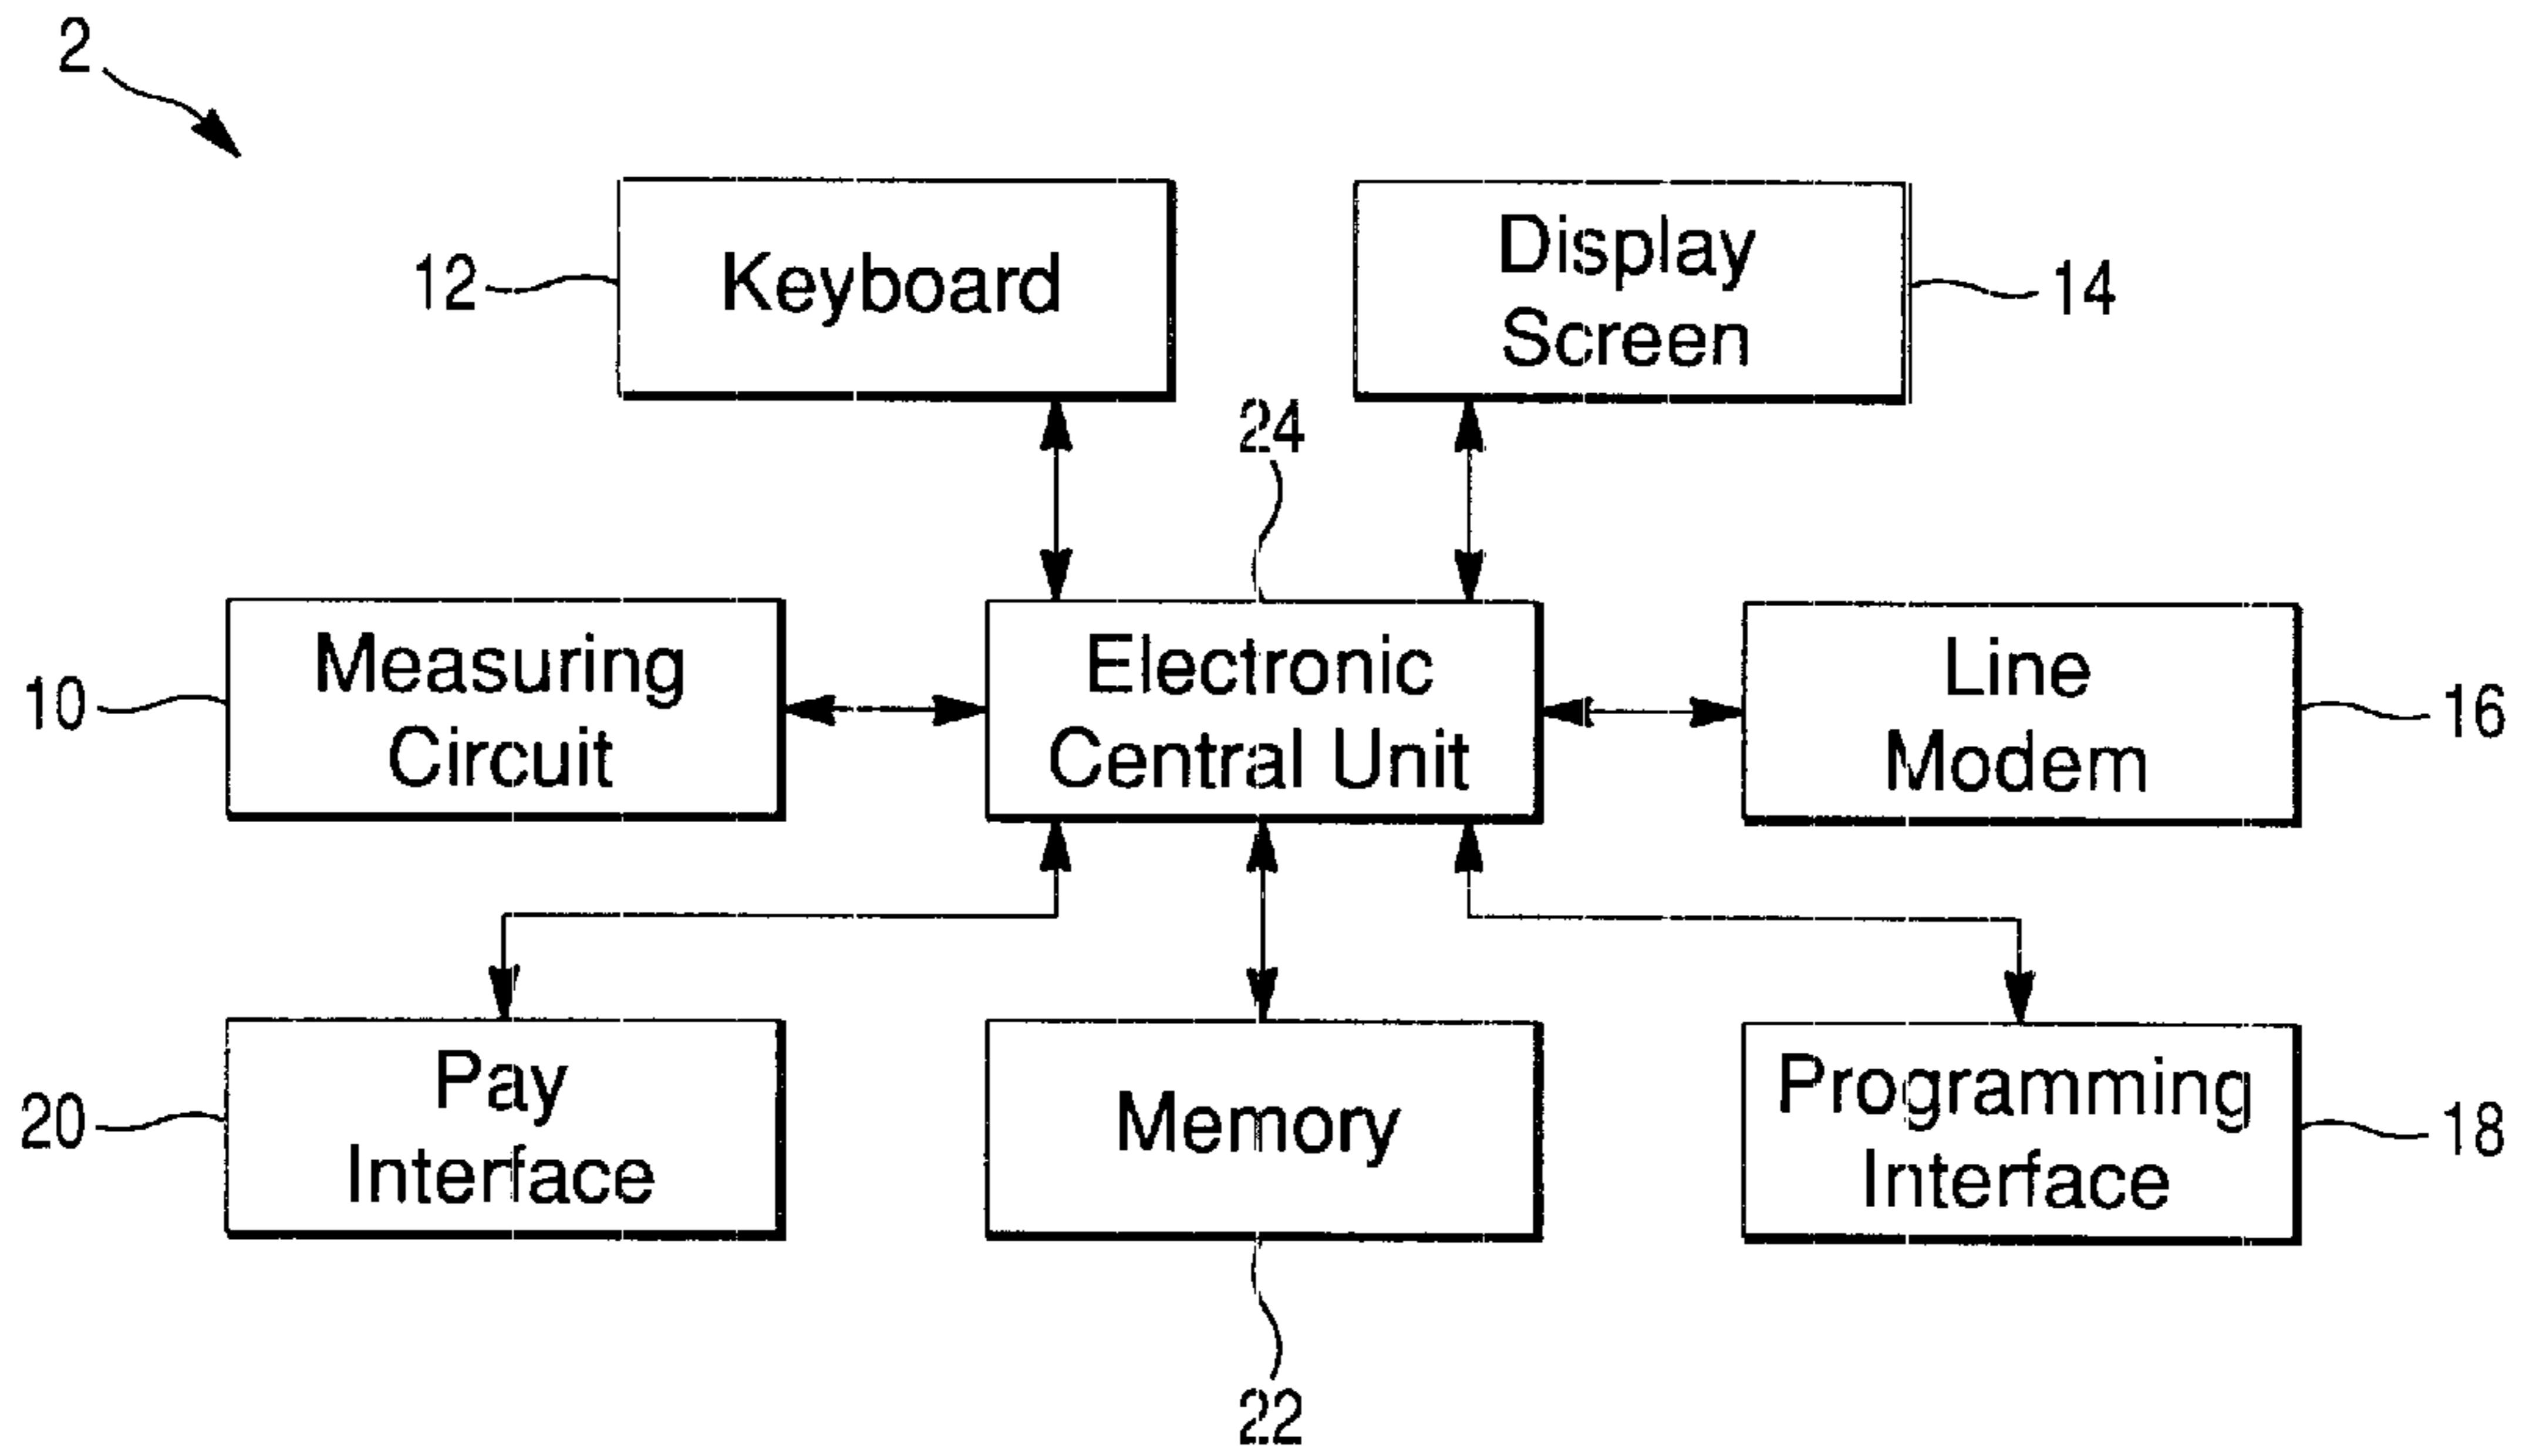 2
Keyboard
12
Display
Screen
14
24
Measuring
Circuit
10
Electronic
Central Unit
Line
Modem
16
Pay
Interface
20
Memory
22
Programming
Interface
18